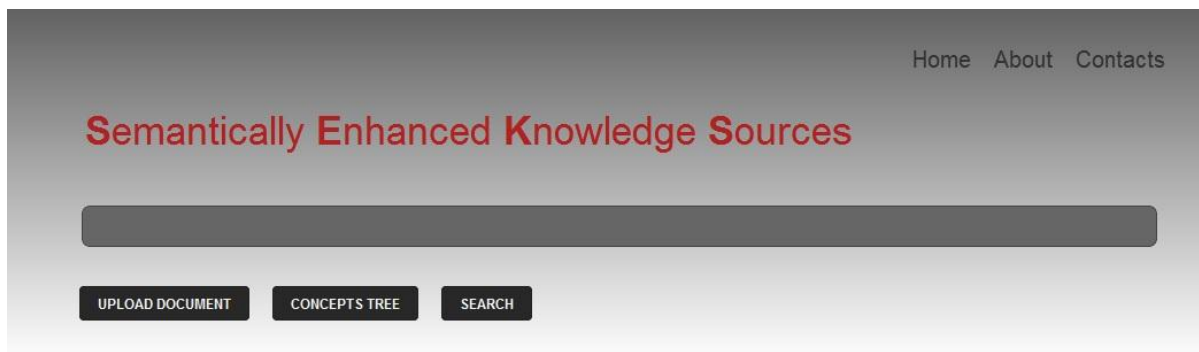 Home About Contacts
Semantically Enhanced Knowledge Sources
UPLOAD DOCUMENT CONCEPTS TREE SEARCH